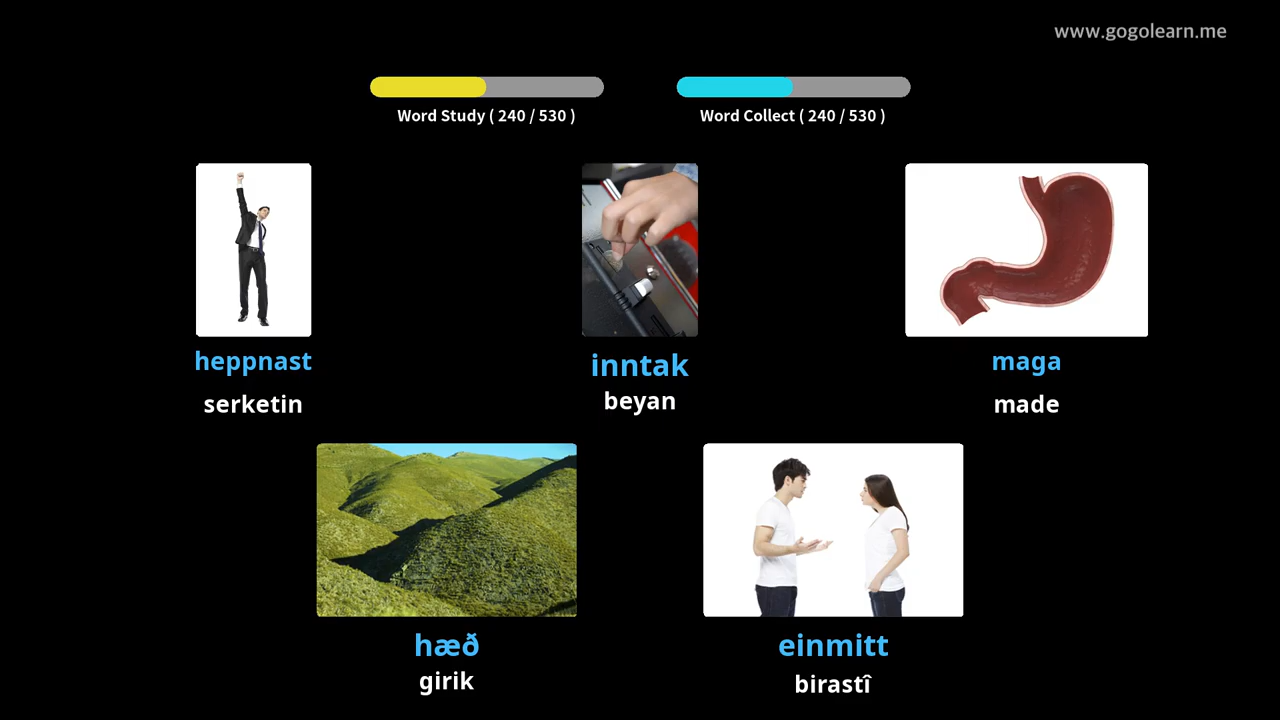 www.gogolearn.me
Word Study ( 240 / 530 )
Word Collect ( 240 / 530 )
heppnast
serketin
inntak
beyan
maga
made
hæð
girik
einmitt
birastî